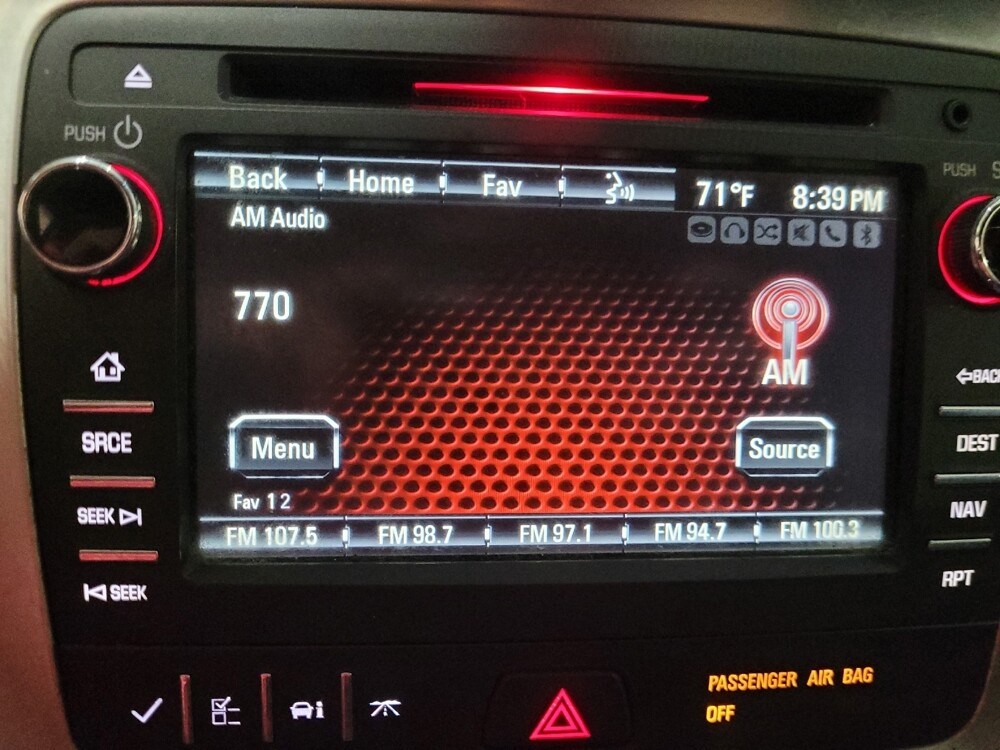 PUSH
PUSH
Back Home Fav 71°F 8:39 PM
AM Audio
770
AM
BACK
SRCE
DEST
Menu Source
SEEK
NAV
Fav 1 2
FM 107.5 FM 98.7 FM 97.1 FM 94.7 FM 100.3
SEEK
RPT
PASSENGER AIR BAG
OFF